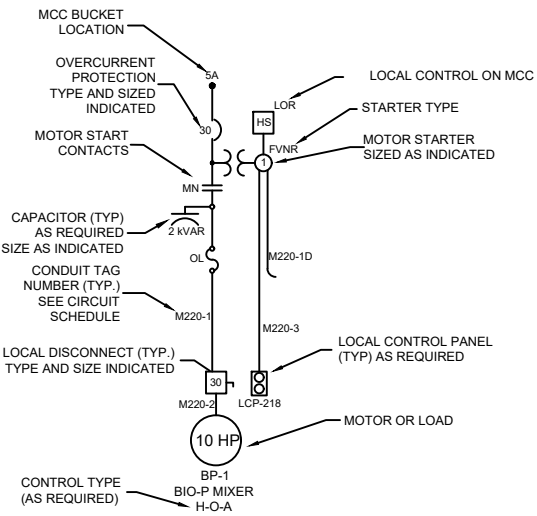 MCC BUCKET
LOCATION
5A
OVERCURRENT
PROTECTION
TYPE AND SIZED
INDICATED
LOCAL CONTROL ON MCC
LOR
HS
STARTER TYPE
30
FVNR
MOTOR START
CONTACTS
1
MOTOR STARTER
SIZED AS INDICATED
MN
CAPACITOR (TYP)
AS REQUIRED
SIZE AS INDICATED
2 kVAR
OL
M220-1D
CONDUIT TAG
NUMBER (TYP.)
SEE CIRCUIT
SCHEDULE
M220-1
M220-3
LOCAL DISCONNECT (TYP.)
TYPE AND SIZE INDICATED
LOCAL CONTROL PANEL
(TYP) AS REQUIRED
30
M220-2
LCP-218
MOTOR OR LOAD
10 HP
BP-1
BIO-P MIXER
H-O-A
CONTROL TYPE
(AS REQUIRED)